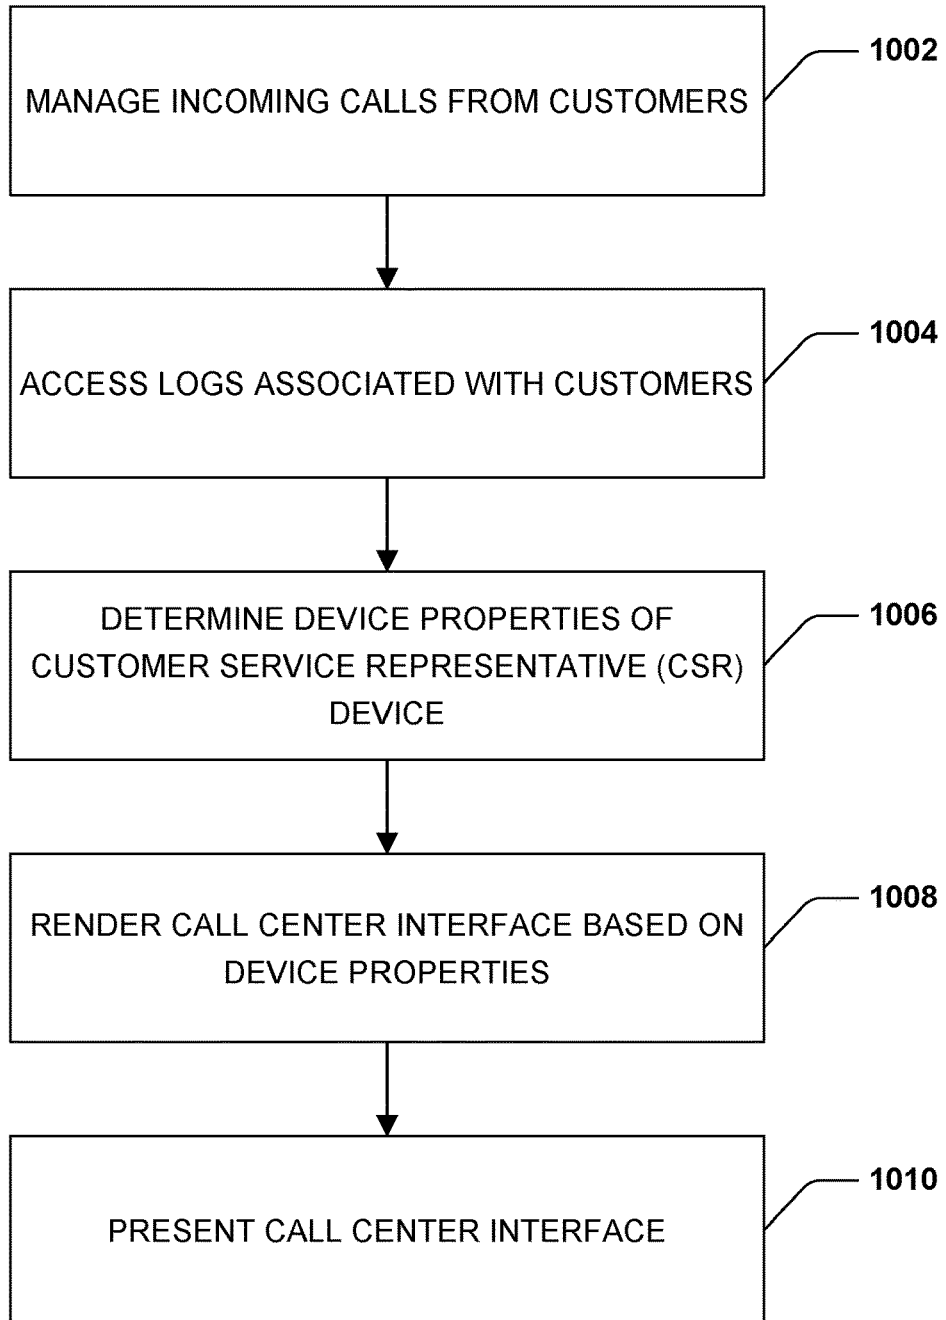 1002
MANAGE INCOMING CALLS FROM CUSTOMERS
1004
ACCESS LOGS ASSOCIATED WITH CUSTOMERS
1006
DETERMINE DEVICE PROPERTIES OF
CUSTOMER SERVICE REPRESENTATIVE (CSR)
DEVICE
1008
RENDER CALL CENTER INTERFACE BASED ON
DEVICE PROPERTIES
1010
PRESENT CALL CENTER INTERFACE